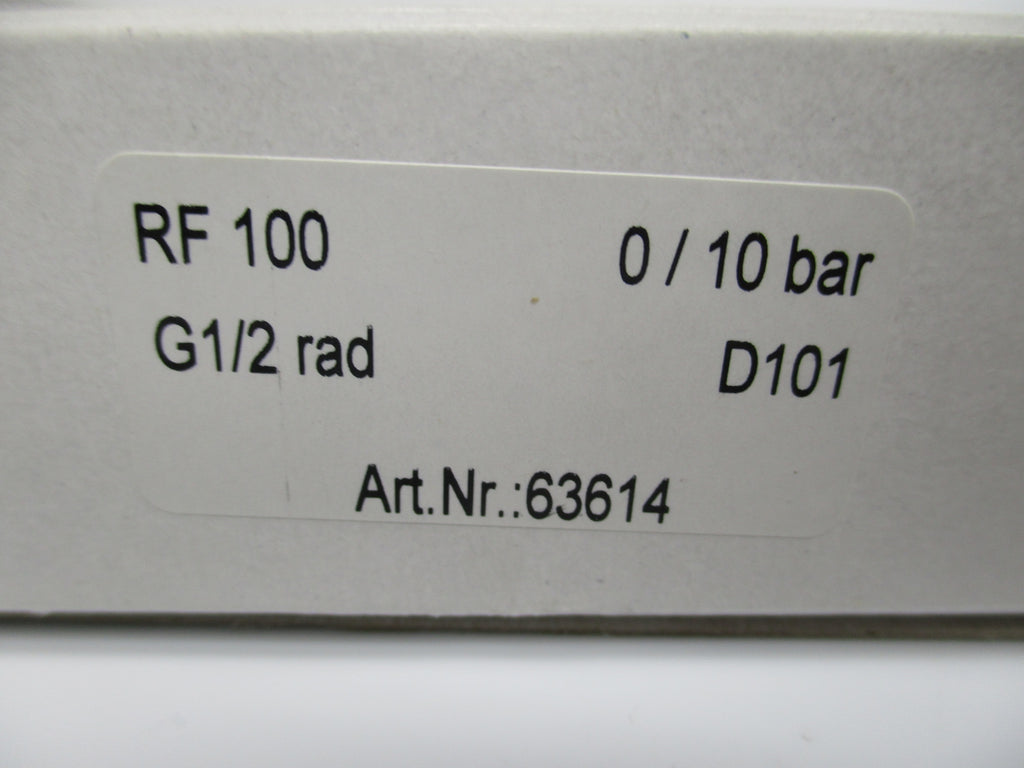 RF 100 0 / 10 bar
G1/2 rad D101
Art.Nr.:63614